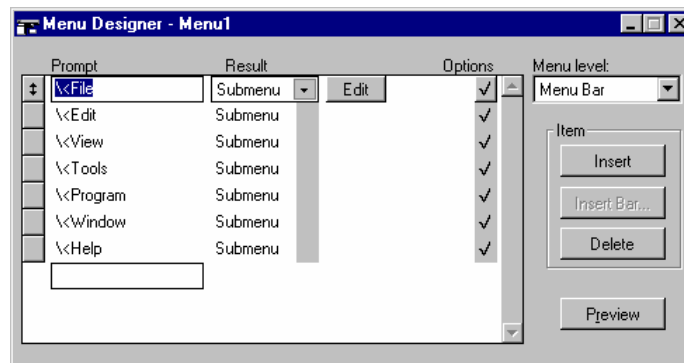 Menu Designer - Menu1
Prompt Result Options Menu level:
\<File Submenu Edit √ Menu Bar
\<Edit Submenu √
Item
\<View Submenu √
\<Tools Submenu √ Insert
\<Program Submenu √
Insert Bar...
\<Window Submenu √
\<Help Submenu √ Delete
Preview